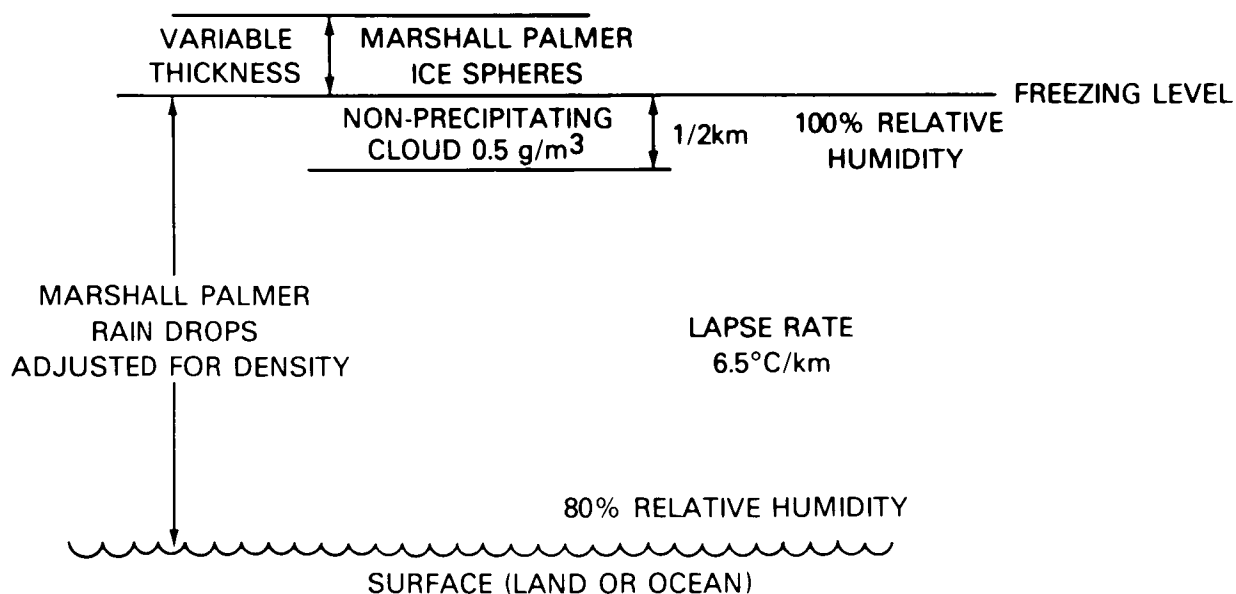 VARIABLE
THICKNESS
MARSHALL PALMER
ICE SPHERES
FREEZING LEVEL
NON-PRECIPITATING
CLOUD 0.5 g/m³
1/2km
100% RELATIVE
HUMIDITY
MARSHALL PALMER
RAIN DROPS
ADJUSTED FOR DENSITY
LAPSE RATE
6.5°C/km
80% RELATIVE HUMIDITY
SURFACE (LAND OR OCEAN)